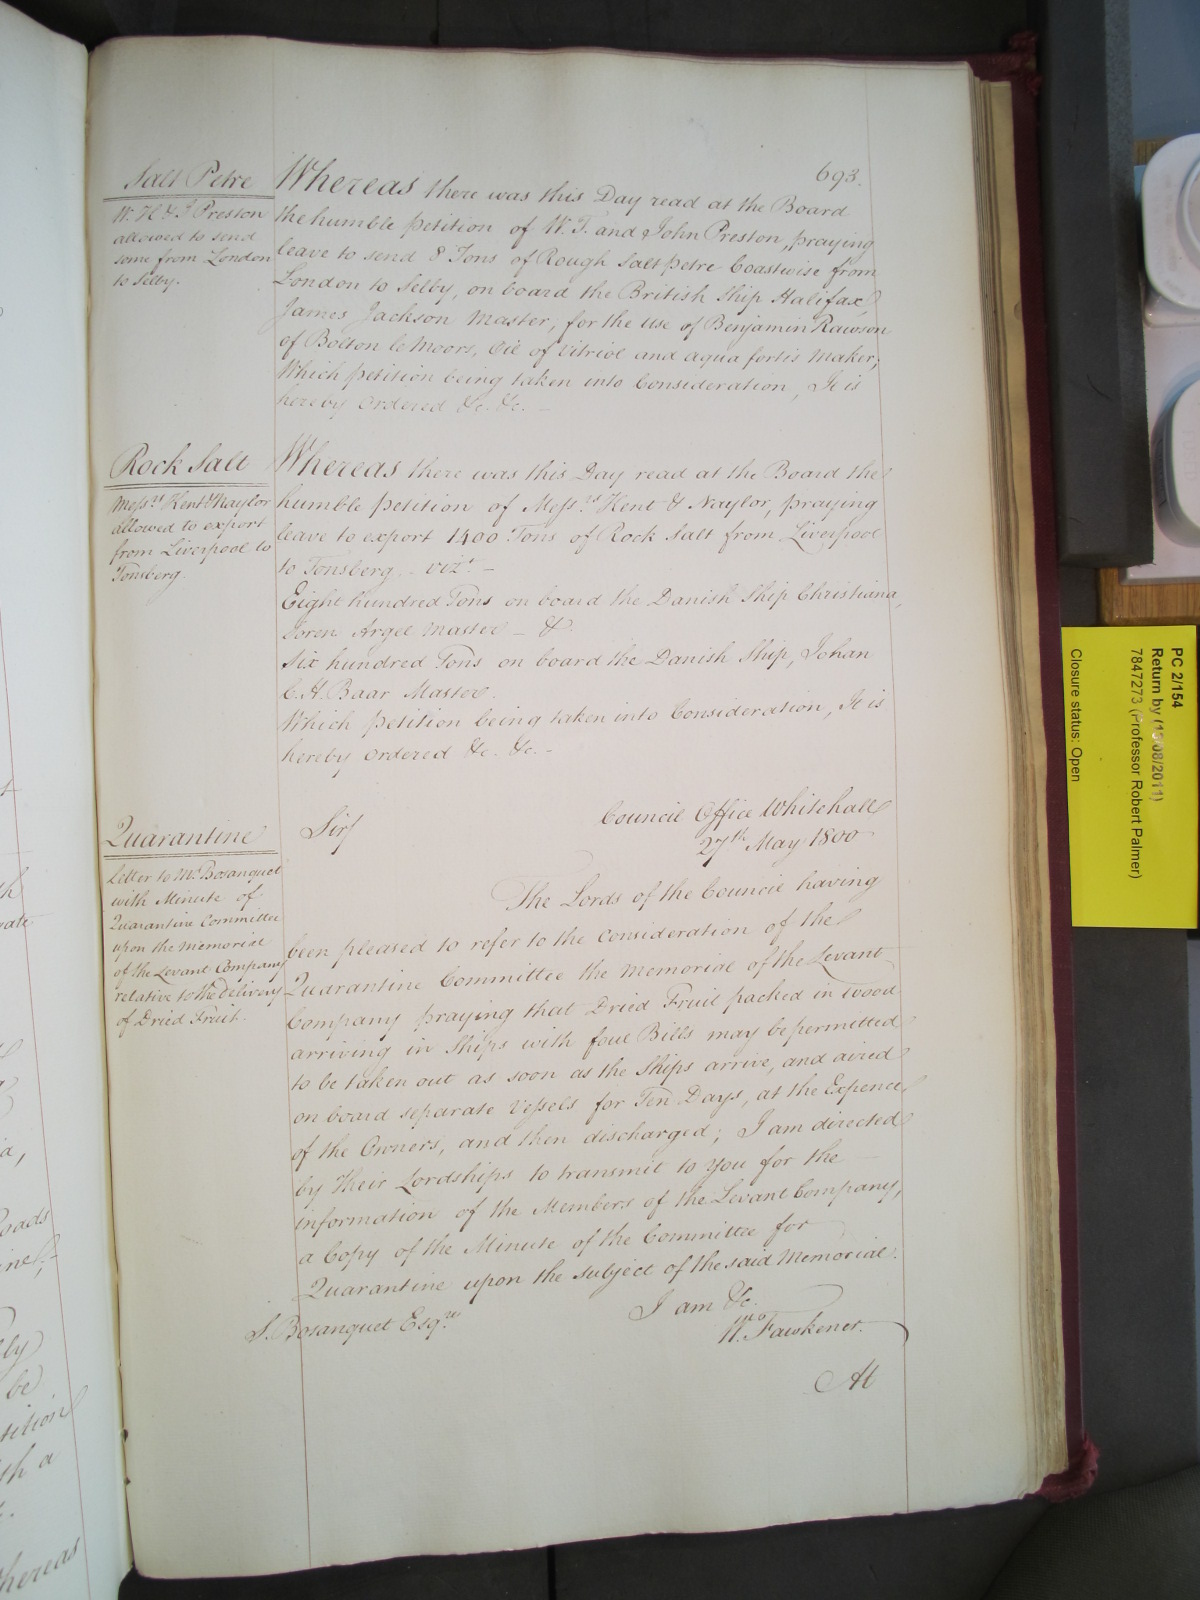 693.
Salt Petre
W. T. & J. Preston
allowed to send
some from London
to Selby.
Whereas there was this Day read at the Board
the humble petition of W. T. and John Preston, praying
leave to send 8 Tons of Rough Saltpetre Coastwise from
London to Selby, on board the British Ship Halifax
James Jackson Master, for the use of Benjamin Rawson
of Bolton le Moors, Oil of Vitriol and aqua fortis Maker;
Which petition being taken into Consideration, It is
hereby Ordered &c. &c. –
Rock Salt
Messrs. Kent & Naylor
allowed to export
from Liverpool to
Tonsberg.
Whereas there was this Day read at the Board the
humble petition of Messrs. Kent & Naylor, praying
leave to export 1400 Tons of Rock Salt from Liverpool
to Tonsberg, – vizt. –
Eight hundred Tons on board the Danish Ship Christiana,
Soren Argel Master – &
Six hundred Tons on board the Danish Ship, Johan
C. H. Baar Master.
Which petition being taken into Consideration, It is
hereby Ordered &c. &c. –
Quarantine
Letter to Mr. Bosanquet
with Minute of
Quarantine Committee
upon the Memorial
of the Levant Company
relative to the delivery
of Dried Fruit.
Council Office Whitehall
27th May 1800
Sir/
The Lords of the Council having
been pleased to refer to the consideration of the
Quarantine Committee the Memorial of the Levant
Company praying that Dried Fruit packed in wood
arriving in Ships with foul Bills may be permitted
to be taken out as soon as the Ships arrive, and aired
on board separate Vessels for Ten Days, at the Expence
of the Owners, and then discharged; I am directed
by Their Lordships to transmit to You for the
information of the Members of the Levant Company,
a Copy of the Minute of the Committee for
Quarantine upon the subject of the said Memorial.
I am &c.
S. Bosanquet Esqre.
W. Fawkener.
At
PC 2/154
Return by (15/08/2011)
7847273 (Professor Robert Palmer)
Closure status: Open